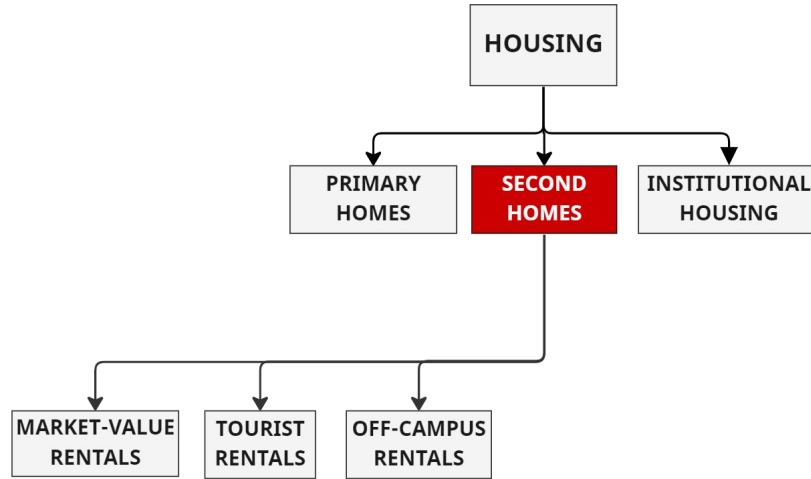 HOUSING
PRIMARY
HOMES
SECOND
HOMES
INSTITUTIONAL
HOUSING
MARKET-VALUE
RENTALS
TOURIST
RENTALS
OFF-CAMPUS
RENTALS